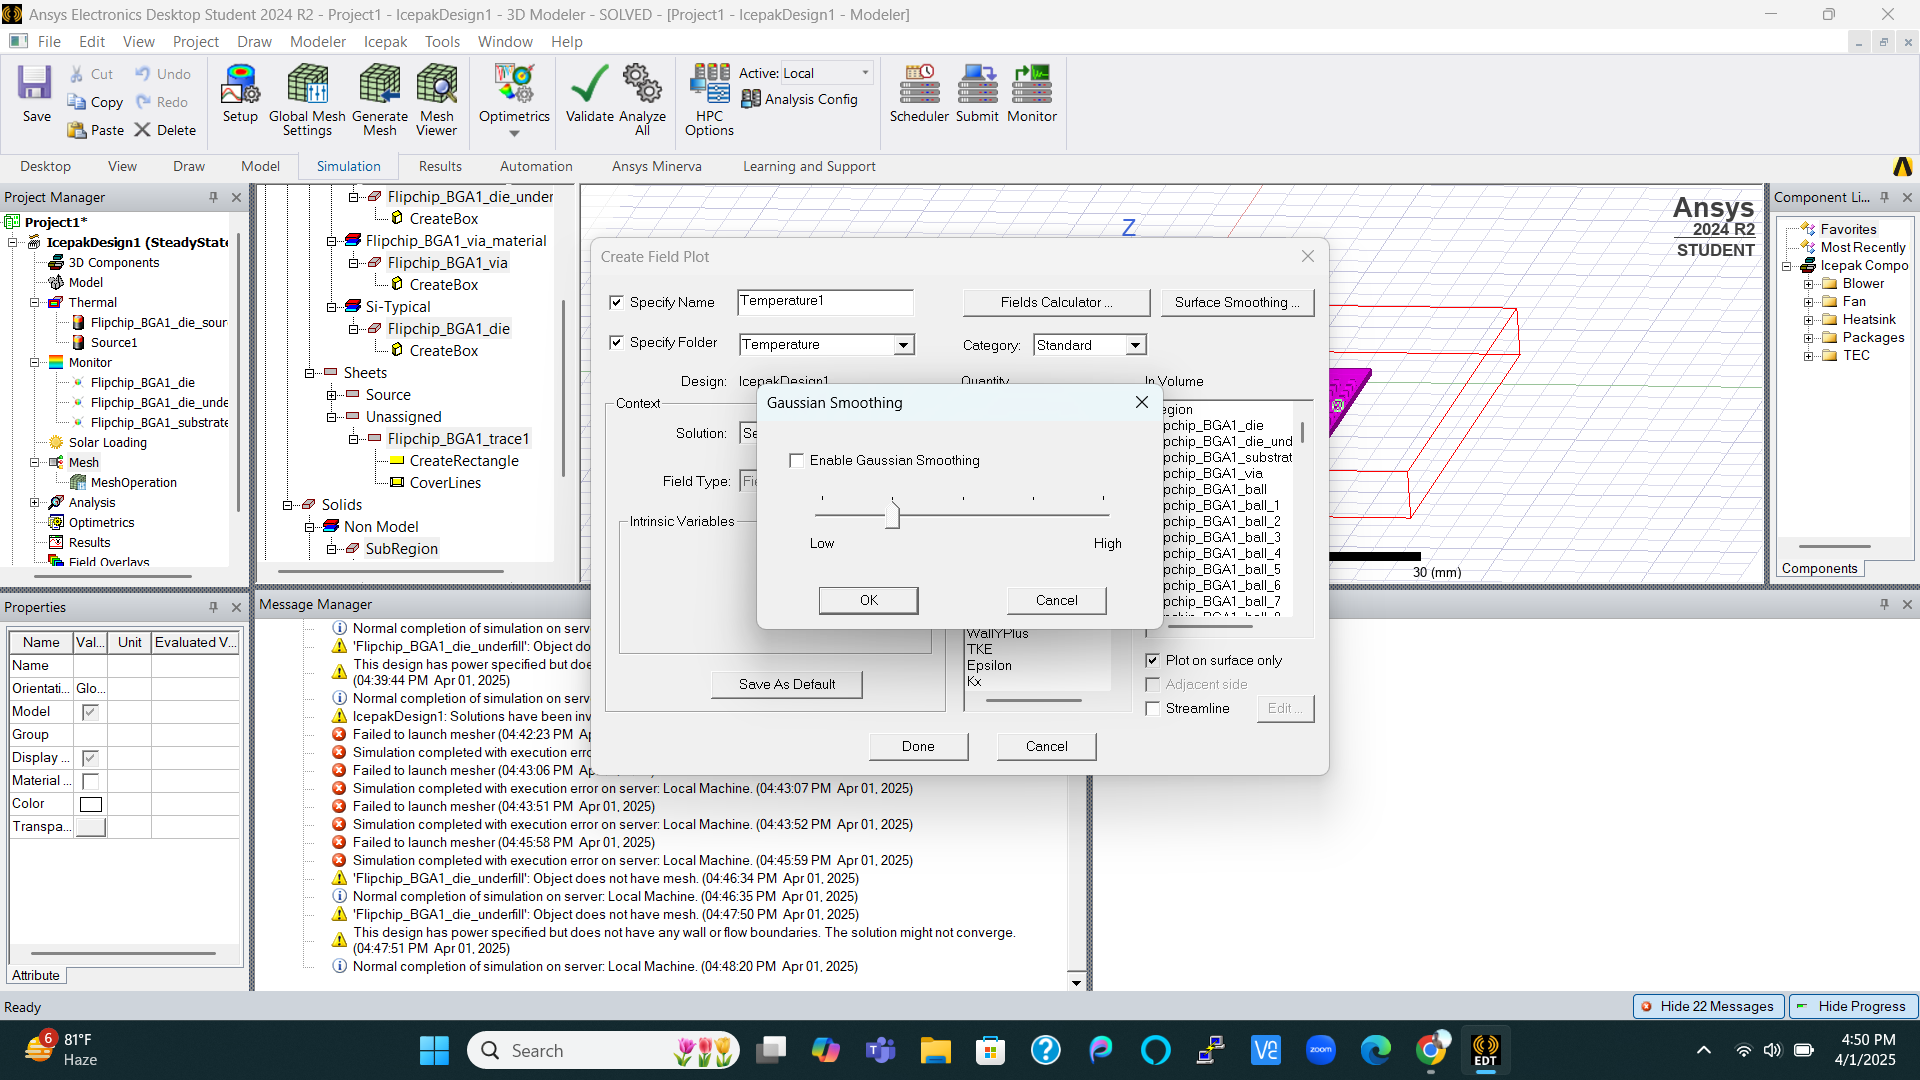 Ansys Electronics Desktop Student 2024 R2 - Project1 - IcepakDesign1 - 3D Modeler - SOLVED - [Project1 - IcepakDesign1 - Modeler]
File Edit View Project Draw Modeler Icepak Tools Window Help
Save
Cut
Copy
Paste
Undo
Redo
Delete
Setup
Global Mesh Settings
Generate Mesh
Mesh Viewer
Optimetrics
Validate
Analyze All
HPC Options
Active: Local
Analysis Config
Scheduler
Submit
Monitor
Desktop View Draw Model Simulation Results Automation Ansys Minerva Learning and Support
Project Manager
Project1*
IcepakDesign1 (SteadyState
3D Components
Model
Thermal
Flipchip_BGA1_die_sour
Source1
Monitor
Flipchip_BGA1_die
Flipchip_BGA1_die_unde
Flipchip_BGA1_substrate
Solar Loading
Mesh
MeshOperation
Analysis
Optimetrics
Results
Field Overlays
Flipchip_BGA1_die_under
CreateBox
Flipchip_BGA1_via_material
Flipchip_BGA1_via
CreateBox
Si-Typical
Flipchip_BGA1_die
CreateBox
Sheets
Source
Unassigned
Flipchip_BGA1_trace1
CreateRectangle
CoverLines
Solids
Non Model
SubRegion
Z
Ansys
2024 R2
STUDENT
30 (mm)
Component Li...
Favorites
Most Recently
Icepak Compo
Blower
Fan
Heatsink
Packages
TEC
Components
Create Field Plot
Specify Name Temperature1
Fields Calculator ...
Surface Smoothing ...
Specify Folder Temperature
Category: Standard
Design: IcepakDesign1
Quantity
In Volume
Context
Solution: Se
Field Type: Fie
Intrinsic Variables
Save As Default
egion
pchip_BGA1_die
pchip_BGA1_die_und
pchip_BGA1_substrat
pchip_BGA1_via
pchip_BGA1_ball
pchip_BGA1_ball_1
pchip_BGA1_ball_2
pchip_BGA1_ball_3
pchip_BGA1_ball_4
pchip_BGA1_ball_5
pchip_BGA1_ball_6
pchip_BGA1_ball_7
WallYPlus
TKE
Epsilon
Kx
Plot on surface only
Adjacent side
Streamline
Edit ...
Done
Cancel
Gaussian Smoothing
Enable Gaussian Smoothing
Low High
OK
Cancel
Properties
Name Val... Unit Evaluated V...
Name
Orientati... Glo...
Model
Group
Display ...
Material ...
Color
Transpa...
Attribute
Message Manager
Normal completion of simulation on serv
'Flipchip_BGA1_die_underfill': Object do
This design has power specified but doe
(04:39:44 PM Apr 01, 2025)
Normal completion of simulation on serv
IcepakDesign1: Solutions have been inv
Failed to launch mesher (04:42:23 PM Ap
Simulation completed with execution erro
Failed to launch mesher (04:43:06 PM Ap
Simulation completed with execution error on server: Local Machine. (04:43:07 PM Apr 01, 2025)
Failed to launch mesher (04:43:51 PM Apr 01, 2025)
Simulation completed with execution error on server: Local Machine. (04:43:52 PM Apr 01, 2025)
Failed to launch mesher (04:45:58 PM Apr 01, 2025)
Simulation completed with execution error on server: Local Machine. (04:45:59 PM Apr 01, 2025)
'Flipchip_BGA1_die_underfill': Object does not have mesh. (04:46:34 PM Apr 01, 2025)
Normal completion of simulation on server: Local Machine. (04:46:35 PM Apr 01, 2025)
'Flipchip_BGA1_die_underfill': Object does not have mesh. (04:47:50 PM Apr 01, 2025)
This design has power specified but does not have any wall or flow boundaries. The solution might not converge.
(04:47:51 PM Apr 01, 2025)
Normal completion of simulation on server: Local Machine. (04:48:20 PM Apr 01, 2025)
Ready
Hide 22 Messages
Hide Progress
6
81°F
Haze
Search
zoom
EDT
4:50 PM
4/1/2025